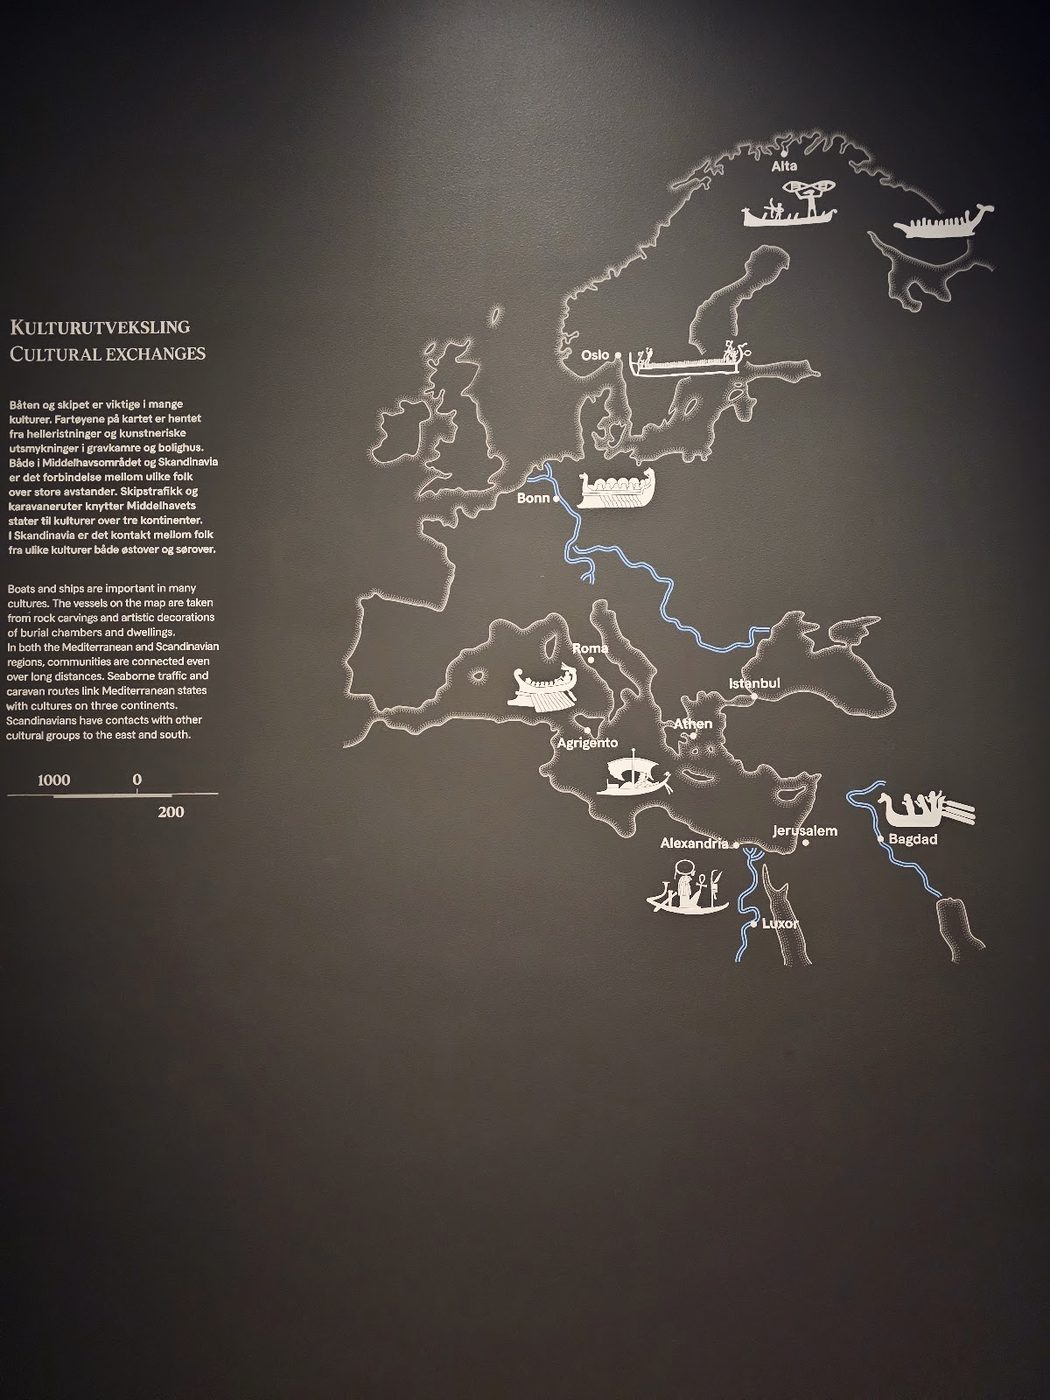 KULTURUTVEKSLING
CULTURAL EXCHANGES
Båten og skipet er viktige i mange
kulturer. Fartøyene på kartet er hentet
fra helleristninger og kunstneriske
utsmykninger i gravkamre og bolighus.
Både i Middelhavsområdet og Skandinavia
er det forbindelse mellom ulike folk
over store avstander. Skipstrafikk og
karavaneruter knytter Middelhavets
stater til kulturer over tre kontinenter.
I Skandinavia er det kontakt mellom folk
fra ulike kulturer både østover og sørover.
Boats and ships are important in many
cultures. The vessels on the map are taken
from rock carvings and artistic decorations
of burial chambers and dwellings.
In both the Mediterranean and Scandinavian
regions, communities are connected even
over long distances. Seaborne traffic and
caravan routes link Mediterranean states
with cultures on three continents.
Scandinavians have contacts with other
cultural groups to the east and south.
1000 0
200
Alta
Oslo
Bonn
Roma
Istanbul
Athen
Agrigento
Jerusalem
Alexandria
Bagdad
Luxor